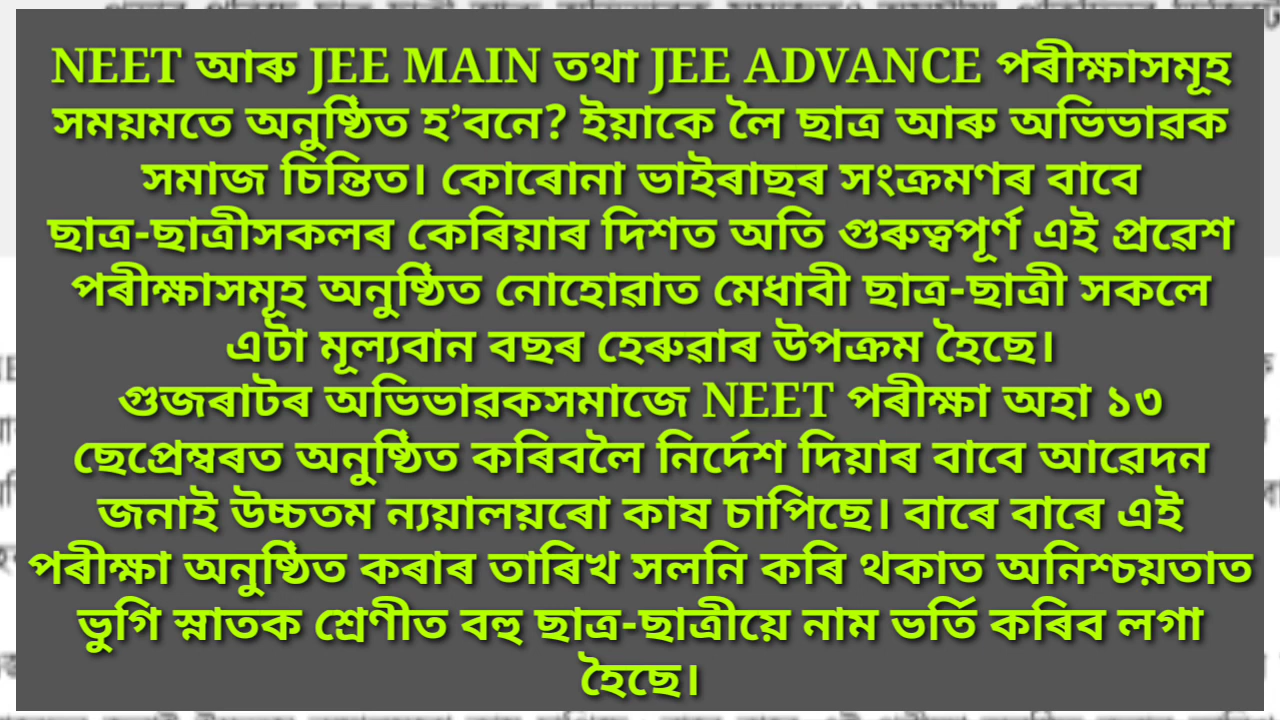 NEET আৰু JEE MAIN তথা JEE ADVANCE পৰীক্ষাসমূহ
সময়মতে অনুষ্ঠিত হ’বনে? ইয়াকে লৈ ছাত্ৰ আৰু অভিভাৱক
সমাজ চিন্তিত। কোৰোনা ভাইৰাছৰ সংক্ৰমণৰ বাবে
ছাত্ৰ-ছাত্ৰীসকলৰ কেৰিয়াৰ দিশত অতি গুৰুত্বপূৰ্ণ এই প্ৰৱেশ
পৰীক্ষাসমূহ অনুষ্ঠিত নোহোৱাত মেধাবী ছাত্ৰ-ছাত্ৰী সকলে
এটা মূল্যবান বছৰ হেৰুৱাৰ উপক্ৰম হৈছে।
গুজৰাটৰ অভিভাৱকসমাজে NEET পৰীক্ষা অহা ১৩
ছেপ্ৰেম্বৰত অনুষ্ঠিত কৰিবলৈ নিৰ্দেশ দিয়াৰ বাবে আৱেদন
জনাই উচ্চতম ন্যয়ালয়ৰো কাষ চাপিছে। বাৰে বাৰে এই
পৰীক্ষা অনুষ্ঠিত কৰাৰ তাৰিখ সলনি কৰি থকাত অনিশ্চয়তাত
ভুগি স্নাতক শ্ৰেণীত বহু ছাত্ৰ-ছাত্ৰীয়ে নাম ভৰ্তি কৰিব লগা
হৈছে।